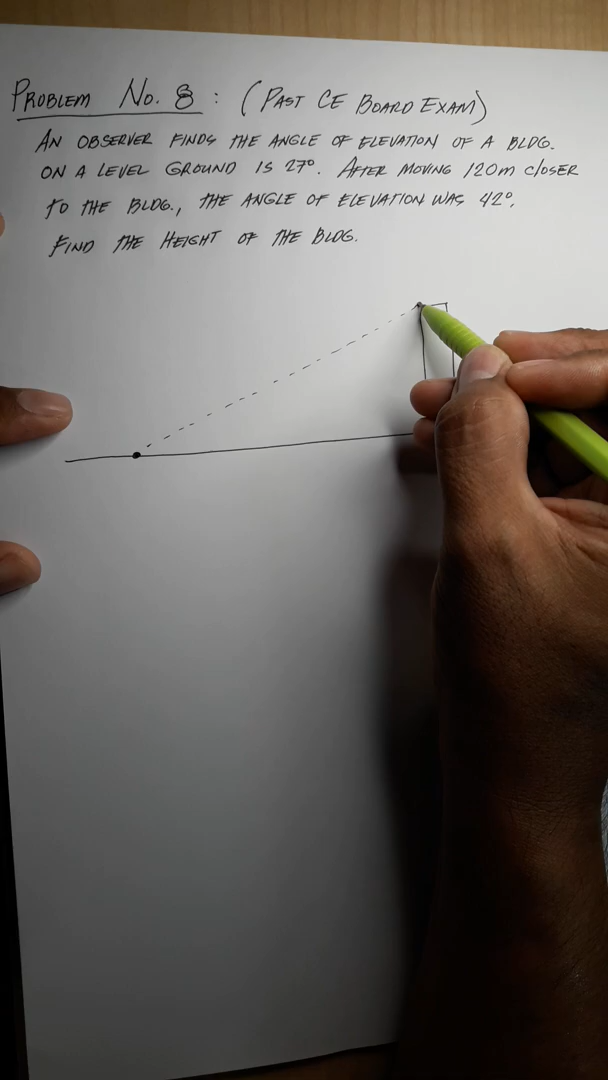 PROBLEM NO. 8 : (PAST CE BOARD EXAM)
AN OBSERVER FINDS THE ANGLE OF ELEVATION OF A BLDG.
ON A LEVEL GROUND IS 27°. AFTER MOVING 120m CLOSER
TO THE BLDG., THE ANGLE OF ELEVATION WAS 42°.
FIND THE HEIGHT OF THE BLDG.